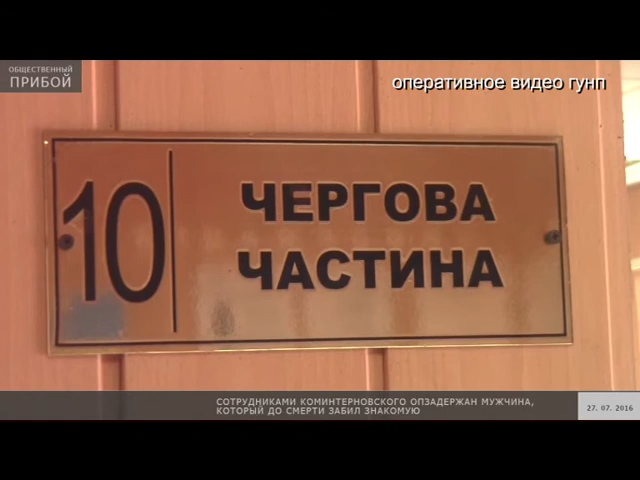 ОБЩЕСТВЕННЫЙ
ПРИБОЙ
оперативное видео гунп
10
ЧЕРГОВА
ЧАСТИНА
СОТРУДНИКАМИ КОМИНТЕРНОВСКОГО ОПЗАДЕРЖАН МУЖЧИНА,
КОТОРЫЙ ДО СМЕРТИ ЗАБИЛ ЗНАКОМУЮ
27. 07. 2016